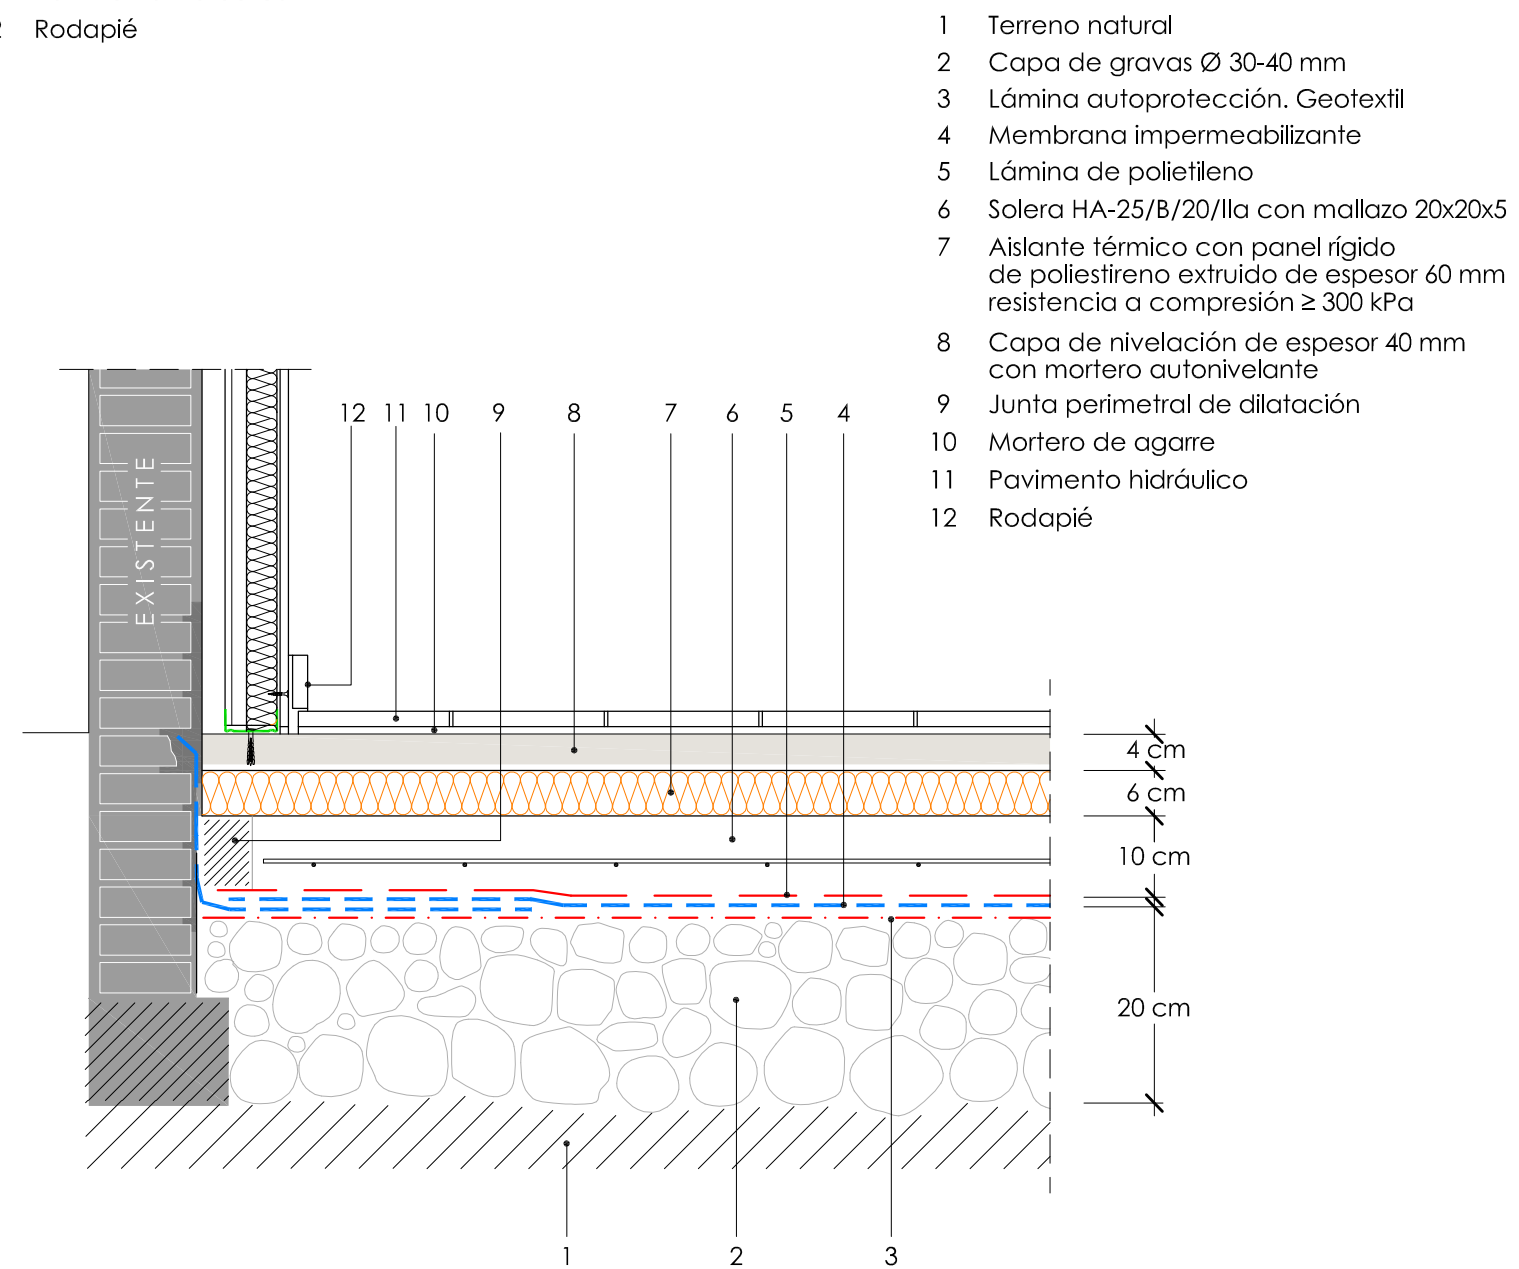 Rodapié
1 Terreno natural
2 Capa de gravas Ø 30-40 mm
3 Lámina autoprotección. Geotextil
4 Membrana impermeabilizante
5 Lámina de polietileno
6 Solera HA-25/B/20/lla con mallazo 20x20x5
7 Aislante térmico con panel rígido
de poliestireno extruido de espesor 60 mm
resistencia a compresión ≥ 300 kPa
8 Capa de nivelación de espesor 40 mm
con mortero autonivelante
9 Junta perimetral de dilatación
10 Mortero de agarre
11 Pavimento hidráulico
12 Rodapié
12 11 10 9 8 7 6 5 4
EXISTENTE
4 cm
6 cm
10 cm
20 cm
1 2 3